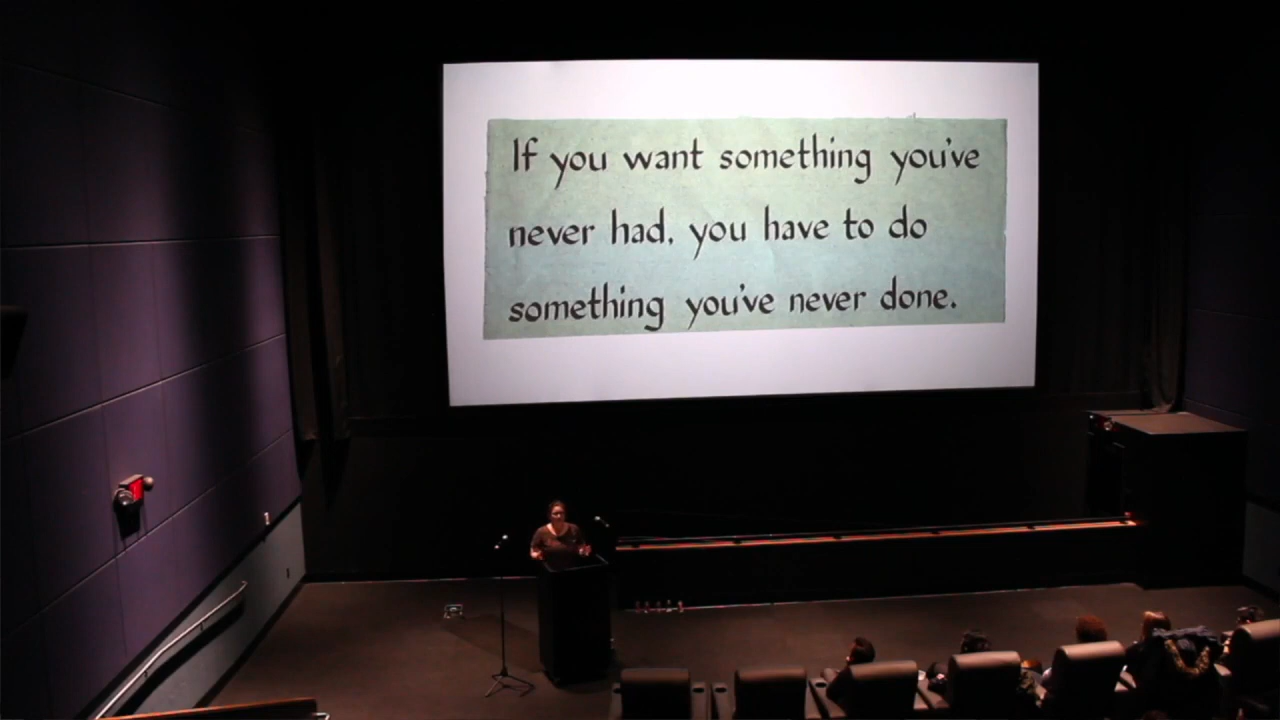 If you want something you've
never had, you have to do
something you've never done.